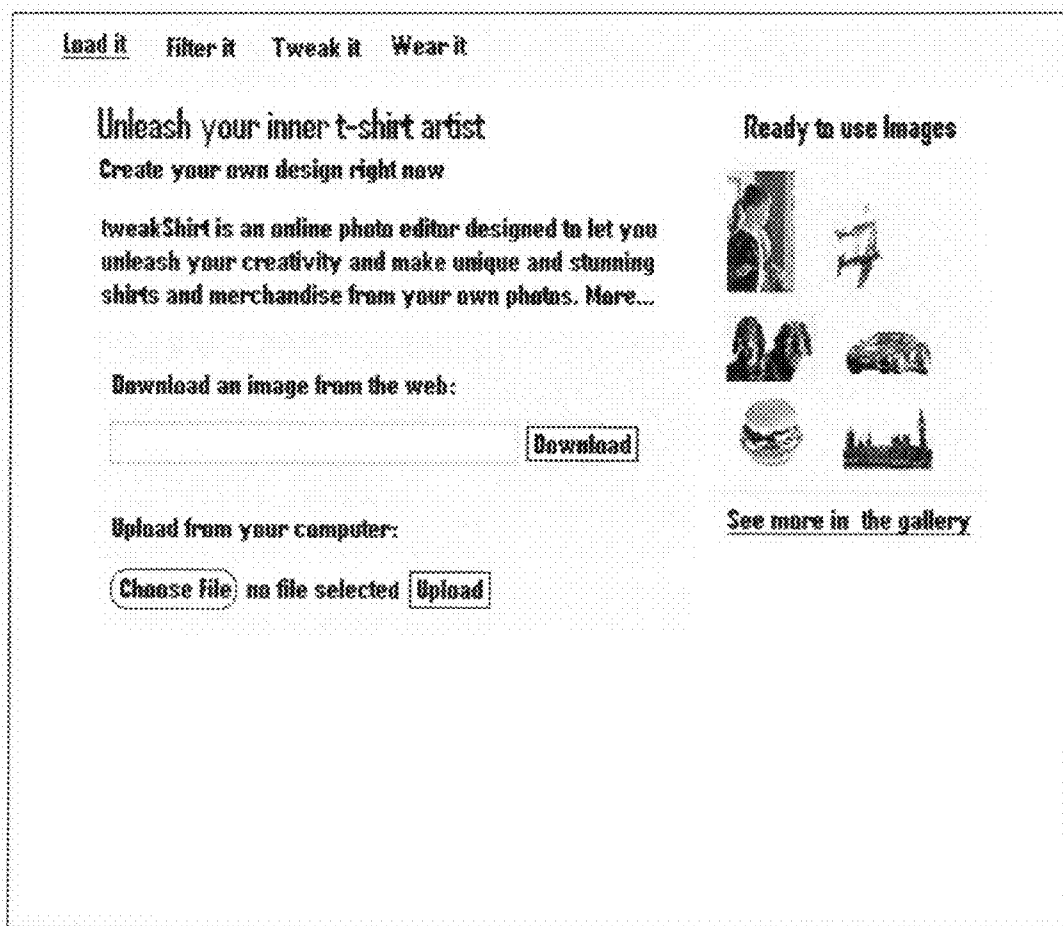 Load it Filter it Tweak it Wear it
Unleash your inner t-shirt artist
Create your own design right now
tweakShirt is an online photo editor designed to let you
unleash your creativity and make unique and stunning
shirts and merchandise from your own photos. More...
Download an image from the web:
Download
Upload from your computer:
Choose File no file selected Upload
Ready to use Images
See more in the gallery